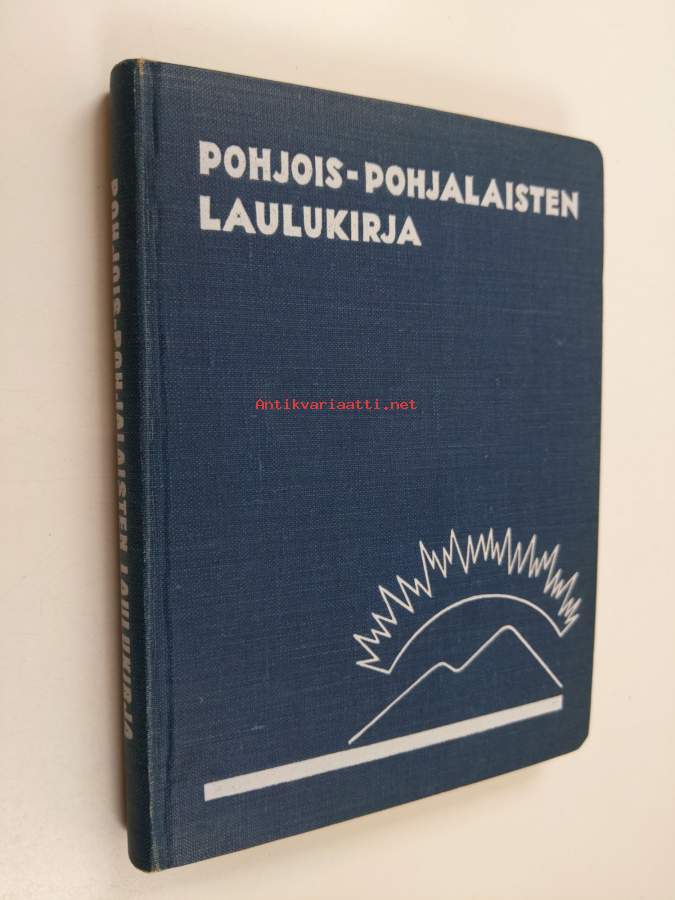 POHJOIS-POHJALAISTEN
LAULUKIRJA
POHJOIS-POHJALAISTEN LAULUKIRJA
Antikvariaatti.net